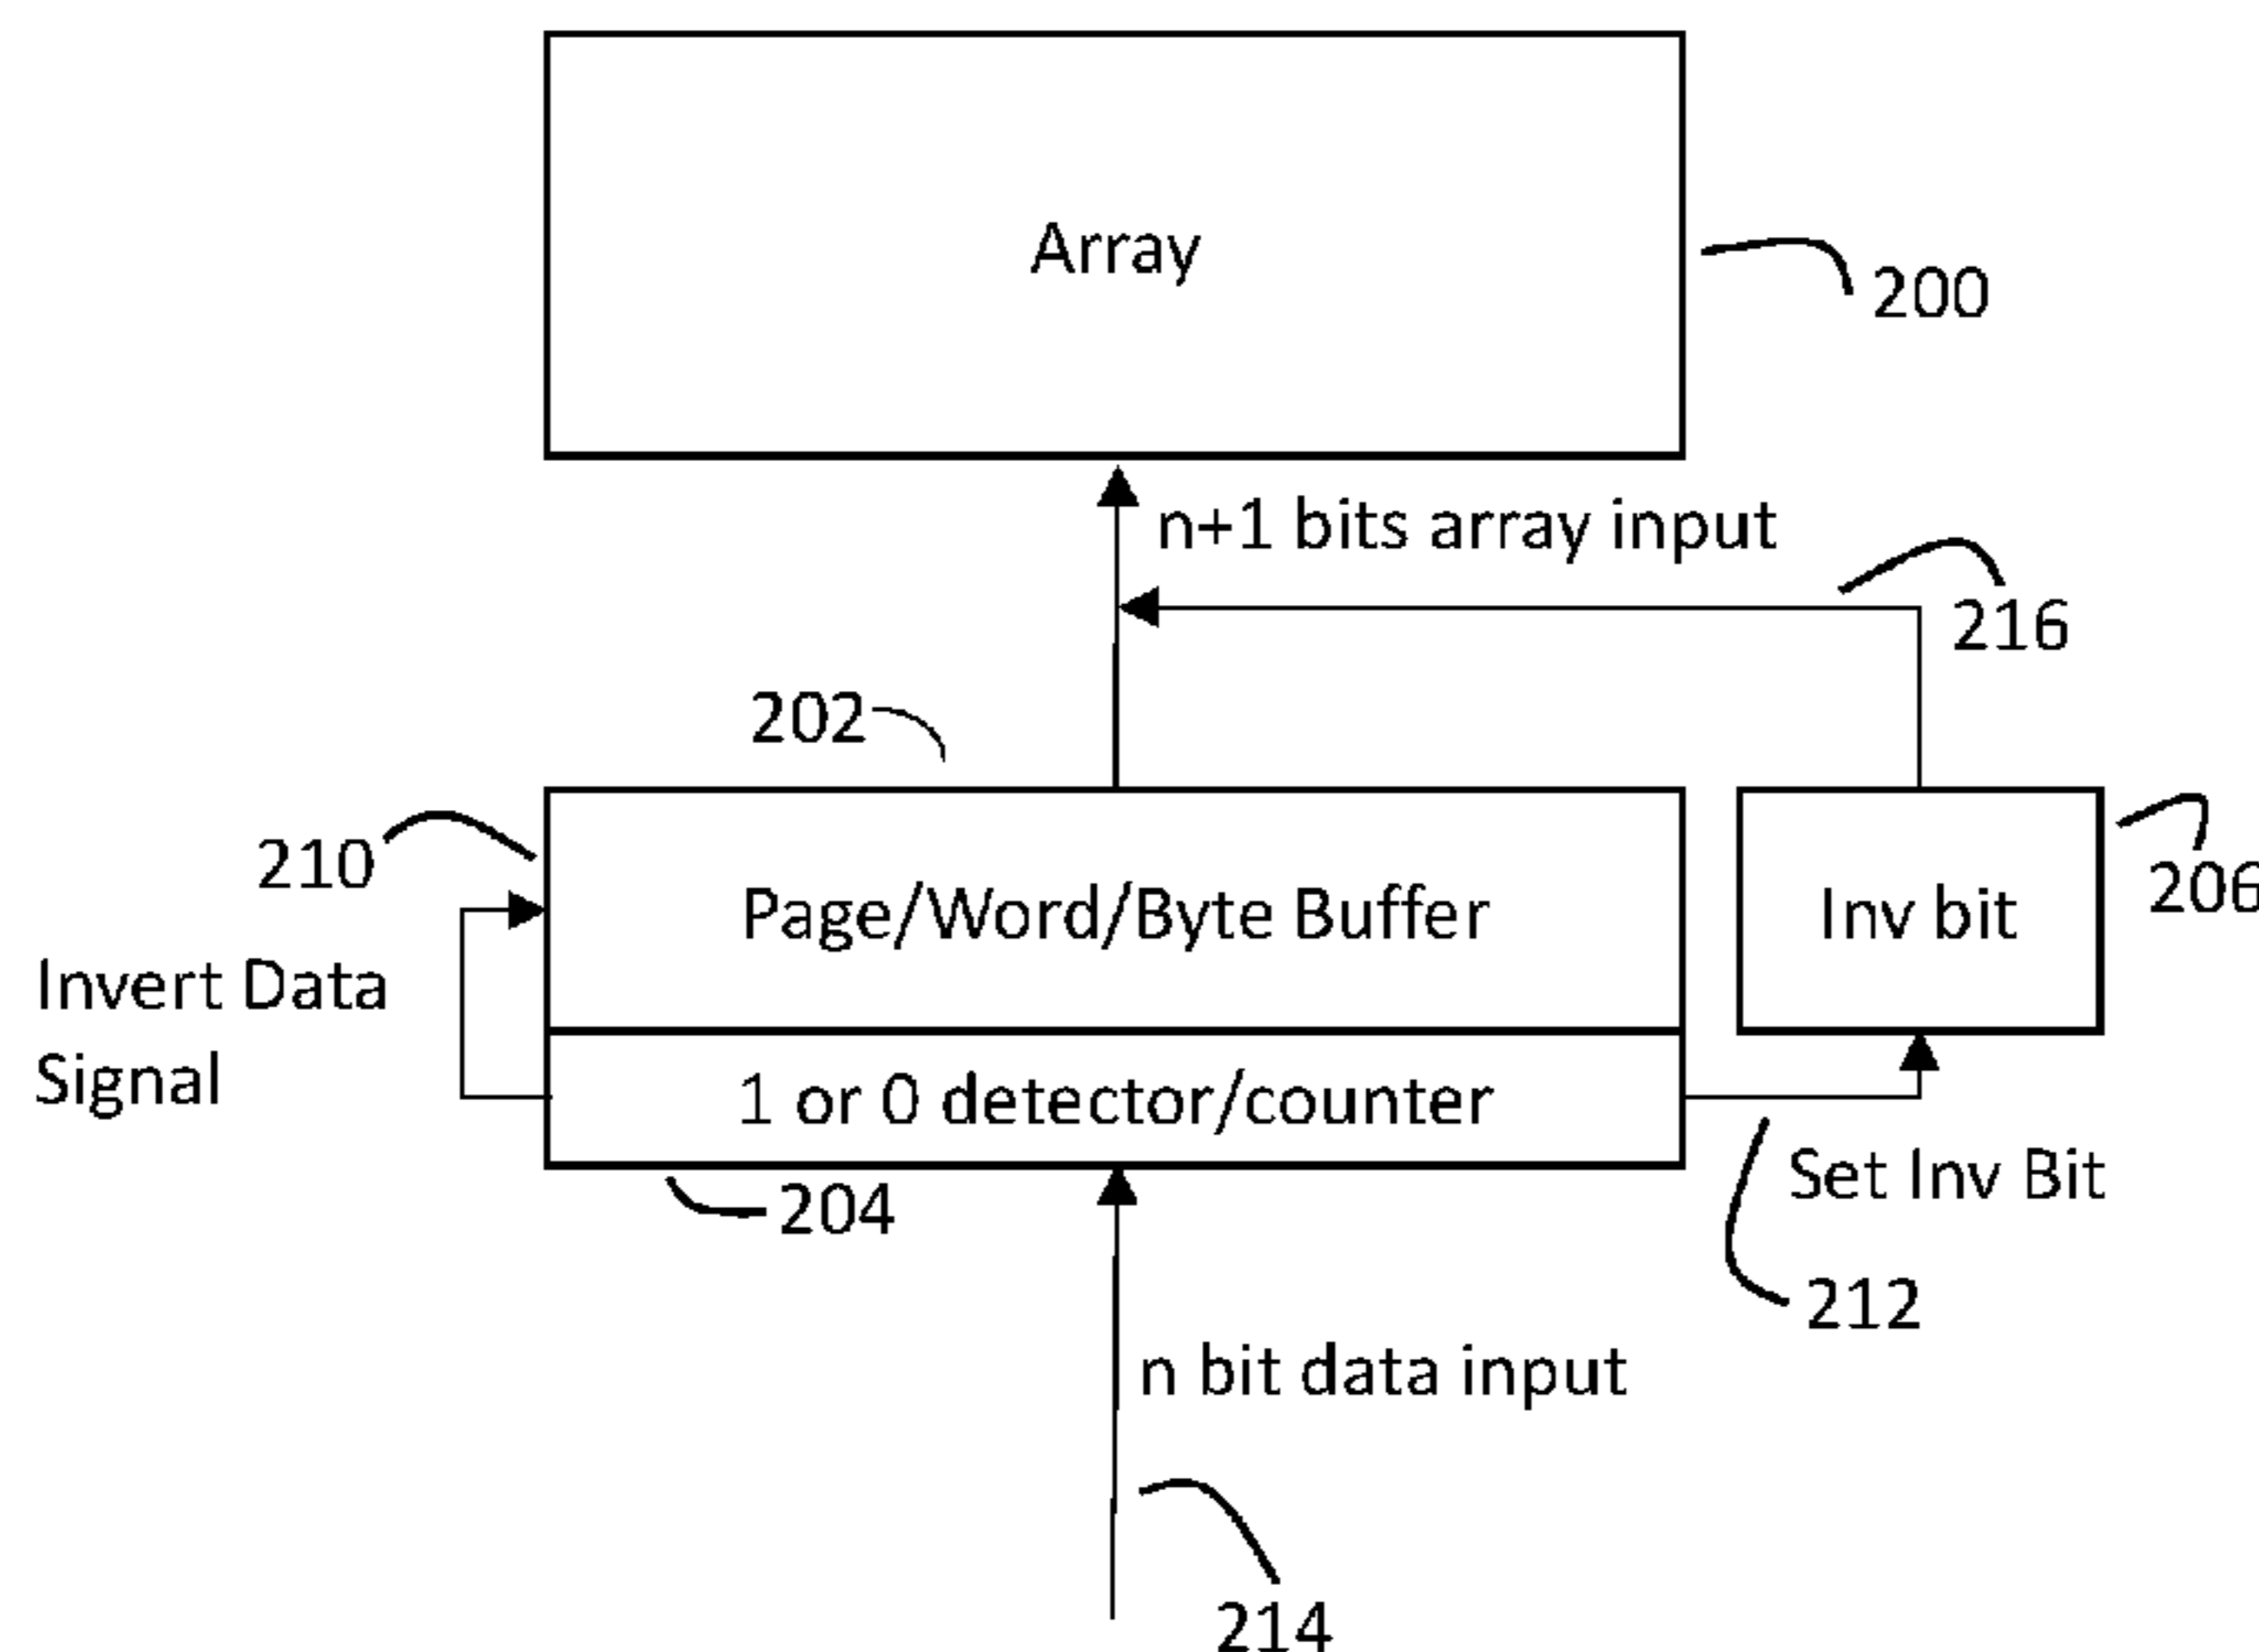 Array
200
n+1 bits array input
216
202
210
Page/Word/Byte Buffer
Inv bit
206
Invert Data
Signal
1 or 0 detector/counter
204
Set Inv Bit
212
n bit data input
214